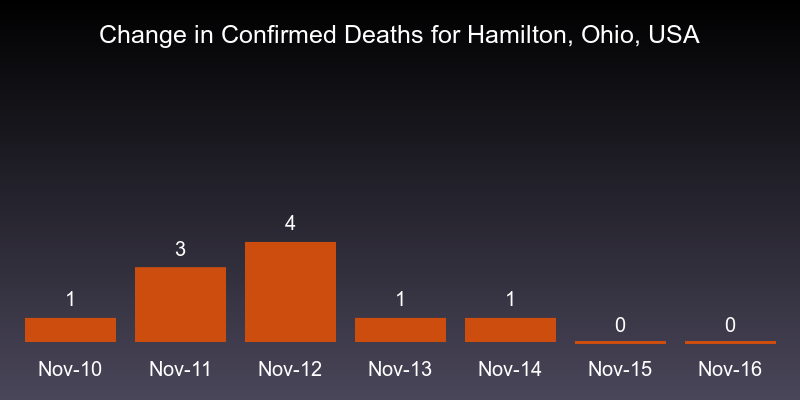 Change in Confirmed Deaths for Hamilton, Ohio, USA
4
3
1
1
1
0
0
Nov-10
Nov-11
Nov-12
Nov-13
Nov-14
Nov-15
Nov-16